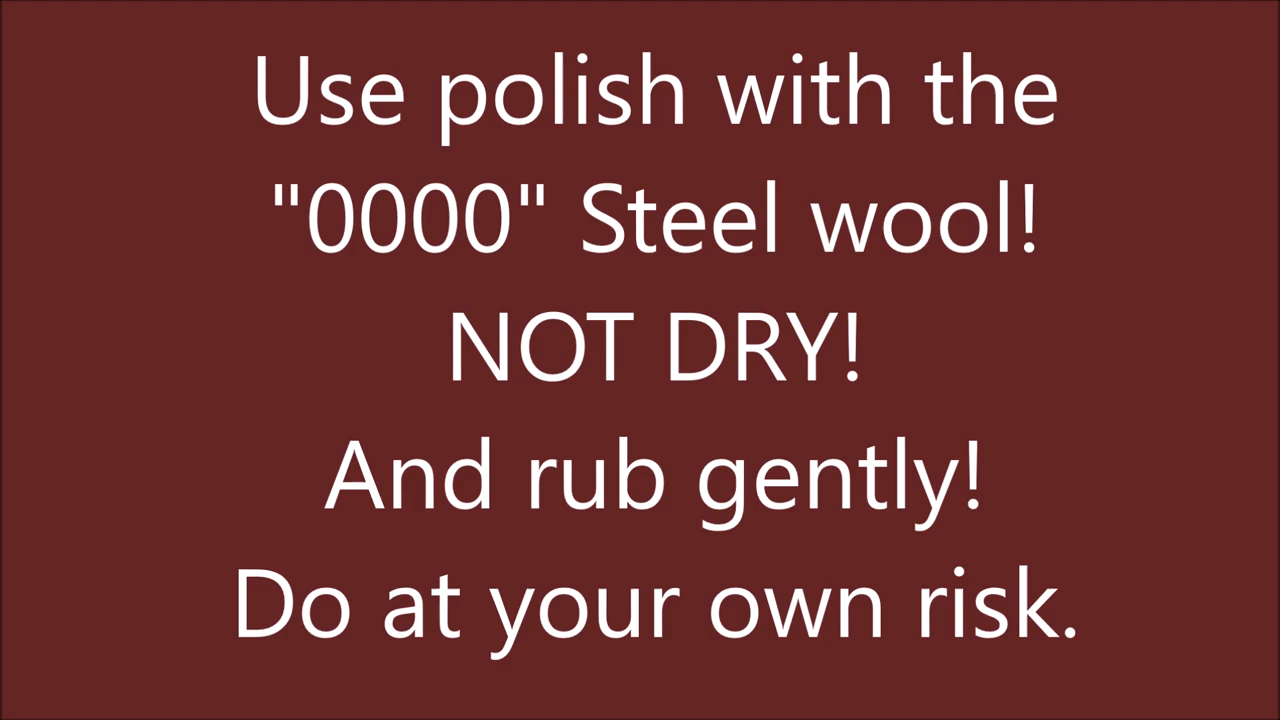 Use polish with the
"0000" Steel wool!
NOT DRY!
And rub gently!
Do at your own risk.